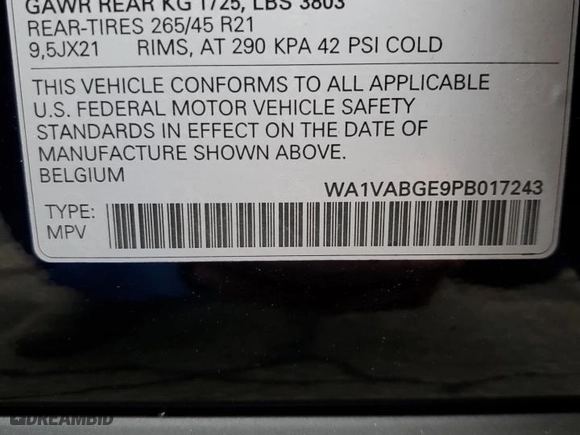 GAWR REAR KG 1725, LBS 3803
REAR-TIRES 265/45 R21
9,5JX21 RIMS, AT 290 KPA 42 PSI COLD
THIS VEHICLE CONFORMS TO ALL APPLICABLE
U.S. FEDERAL MOTOR VEHICLE SAFETY
STANDARDS IN EFFECT ON THE DATE OF
MANUFACTURE SHOWN ABOVE.
BELGIUM
WA1VABGE9PB017243
TYPE:
MPV
DREAMBID